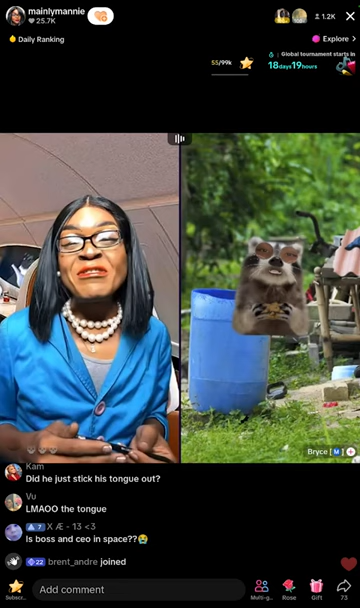 mainlymannie
25.7K
1.2K
Daily Ranking
Explore
55/99k
Global tournament starts in
18days19hours
Bryce [M]
Kam
Did he just stick his tongue out?
Vu
LMAOO the tongue
7 X Æ - 13 <3
Is boss and ceo in space??😭
22 brent_andre joined
Subscr...
Add comment
Multi-g...
Rose
Gift
73